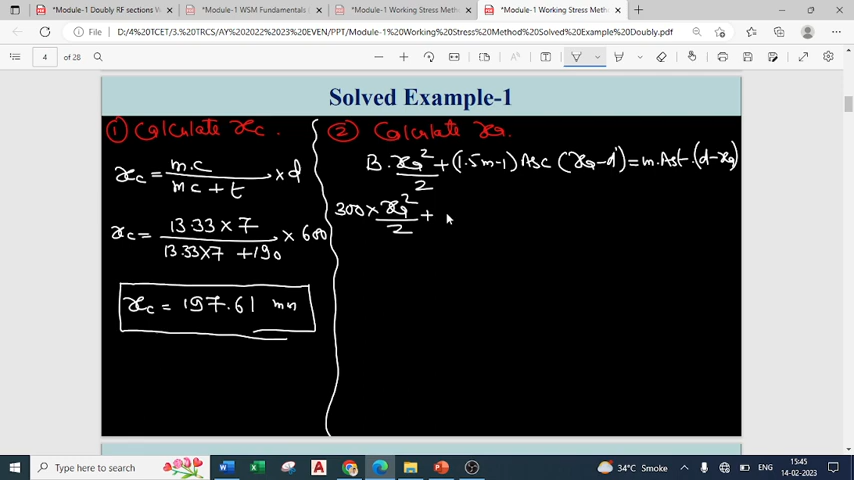 *Module-1 Doubly RF sections W
*Module-1 WSM Fundamentals
*Module-1 Working Stress Metho
*Module-1 Working Stress Metho
File
D:/4%20TCET/3.%20TRCS/AY%202022%202023%20EVEN/PPT/Module-1%20Working%20Stress%20Method%20Solved%20Example%20Doubly.pdf
4 of 28
Solved Example-1
① Calculate xc.
xc = m.c / mc + t × d
xc = 13.33 × 7 / 13.33×7 + 190 × 600
xc = 197.61 mm
② Calculate xa.
B. xa²/2 + (1.5m-1) Asc (xa-d') = m.Ast.(d-xa)
300 × xa²/2 +
Type here to search
34°C Smoke
ENG
15:45
14-02-2023